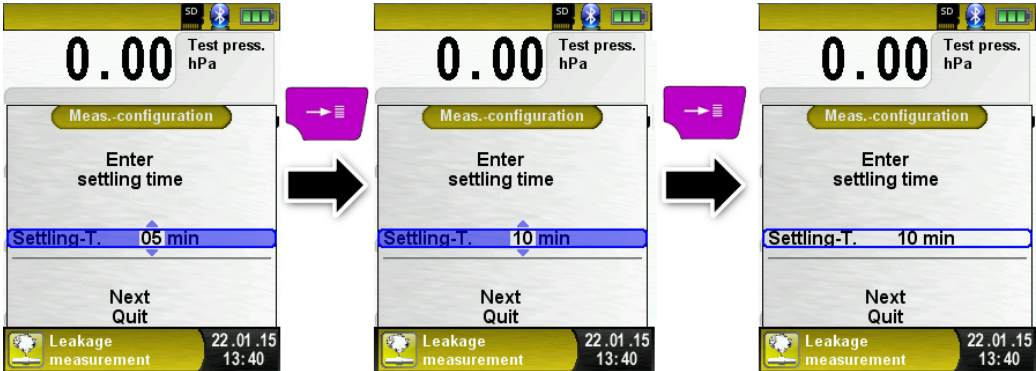 SD
0.00 Test press.
hPa
Meas.-configuration
Enter
settling time
Settling-T. 05 min
Next
Quit
Leakage
measurement
22.01.15
13:40
SD
0.00 Test press.
hPa
Meas.-configuration
Enter
settling time
Settling-T. 10 min
Next
Quit
Leakage
measurement
22.01.15
13:40
SD
0.00 Test press.
hPa
Meas.-configuration
Enter
settling time
Settling-T. 10 min
Next
Quit
Leakage
measurement
22.01.15
13:40